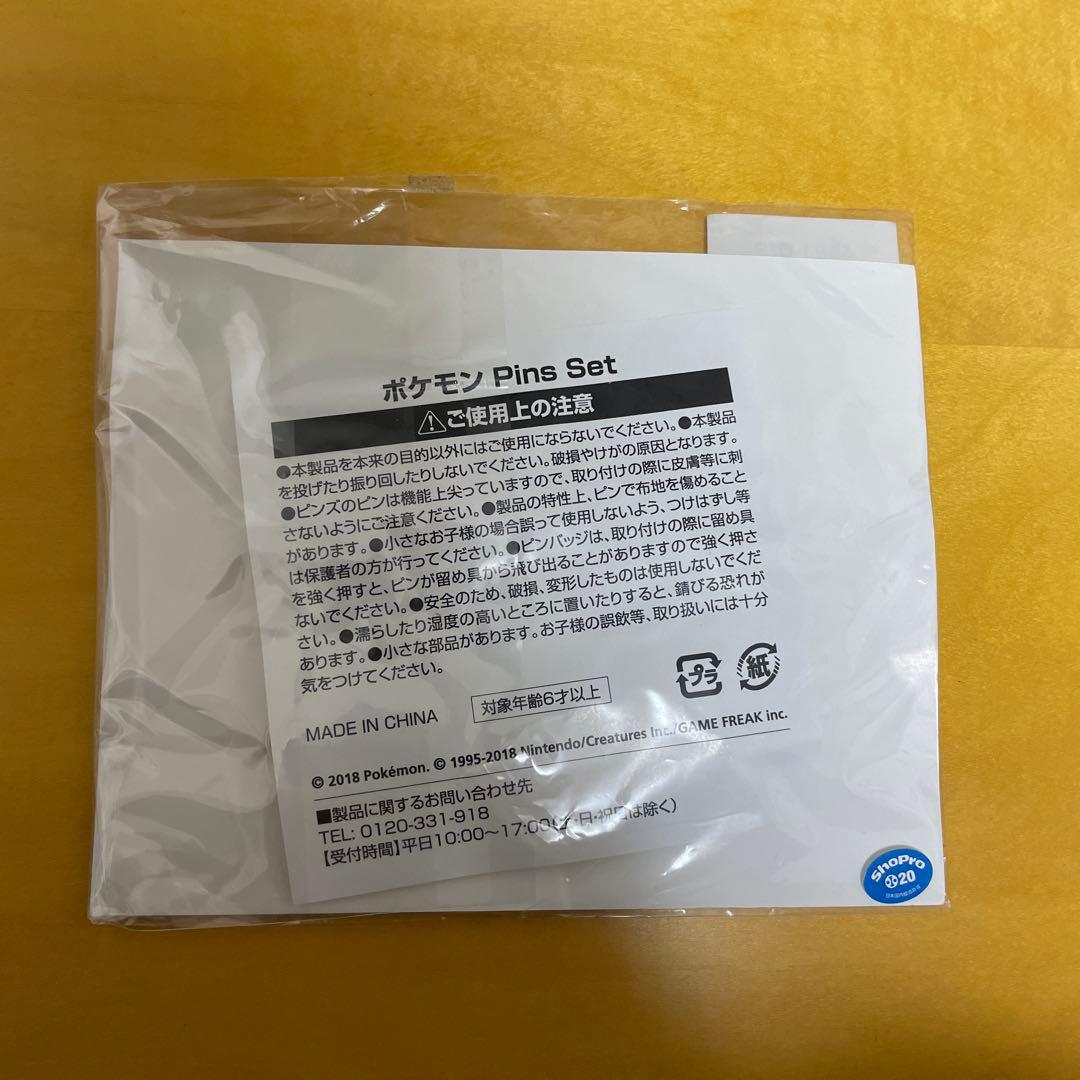 ポケモン Pins Set
⚠ご使用上の注意
●本製品を本来の目的以外にはご使用にならないでください。●本製品
を投げたり振り回したりしないでください。破損やけがの原因となります。
●ピンズのピンは機能上尖っていますので、取り付けの際に皮膚等に刺
さないようにご注意ください。●製品の特性上、ピンで布地を傷めること
があります。●小さなお子様の場合誤って使用しないよう、つけはずし等
は保護者の方が行ってください。●ピンバッジは、取り付けの際に留め具
を強く押すと、ピンが留め具から飛び出ることがありますので強く押さ
ないでください。●安全のため、破損、変形したものは使用しないでくだ
さい。●濡らしたり湿度の高いところに置いたりすると、錆びる恐れが
あります。●小さな部品があります。お子様の誤飲等、取り扱いには十分
気をつけてください。
プラ
紙
MADE IN CHINA
対象年齢6才以上
© 2018 Pokémon. © 1995-2018 Nintendo/Creatures Inc./GAME FREAK inc.
■製品に関するお問い合わせ先
TEL: 0120-331-918
【受付時間】平日10:00〜17:00(土・日・祝日は除く)
ShoPro
20